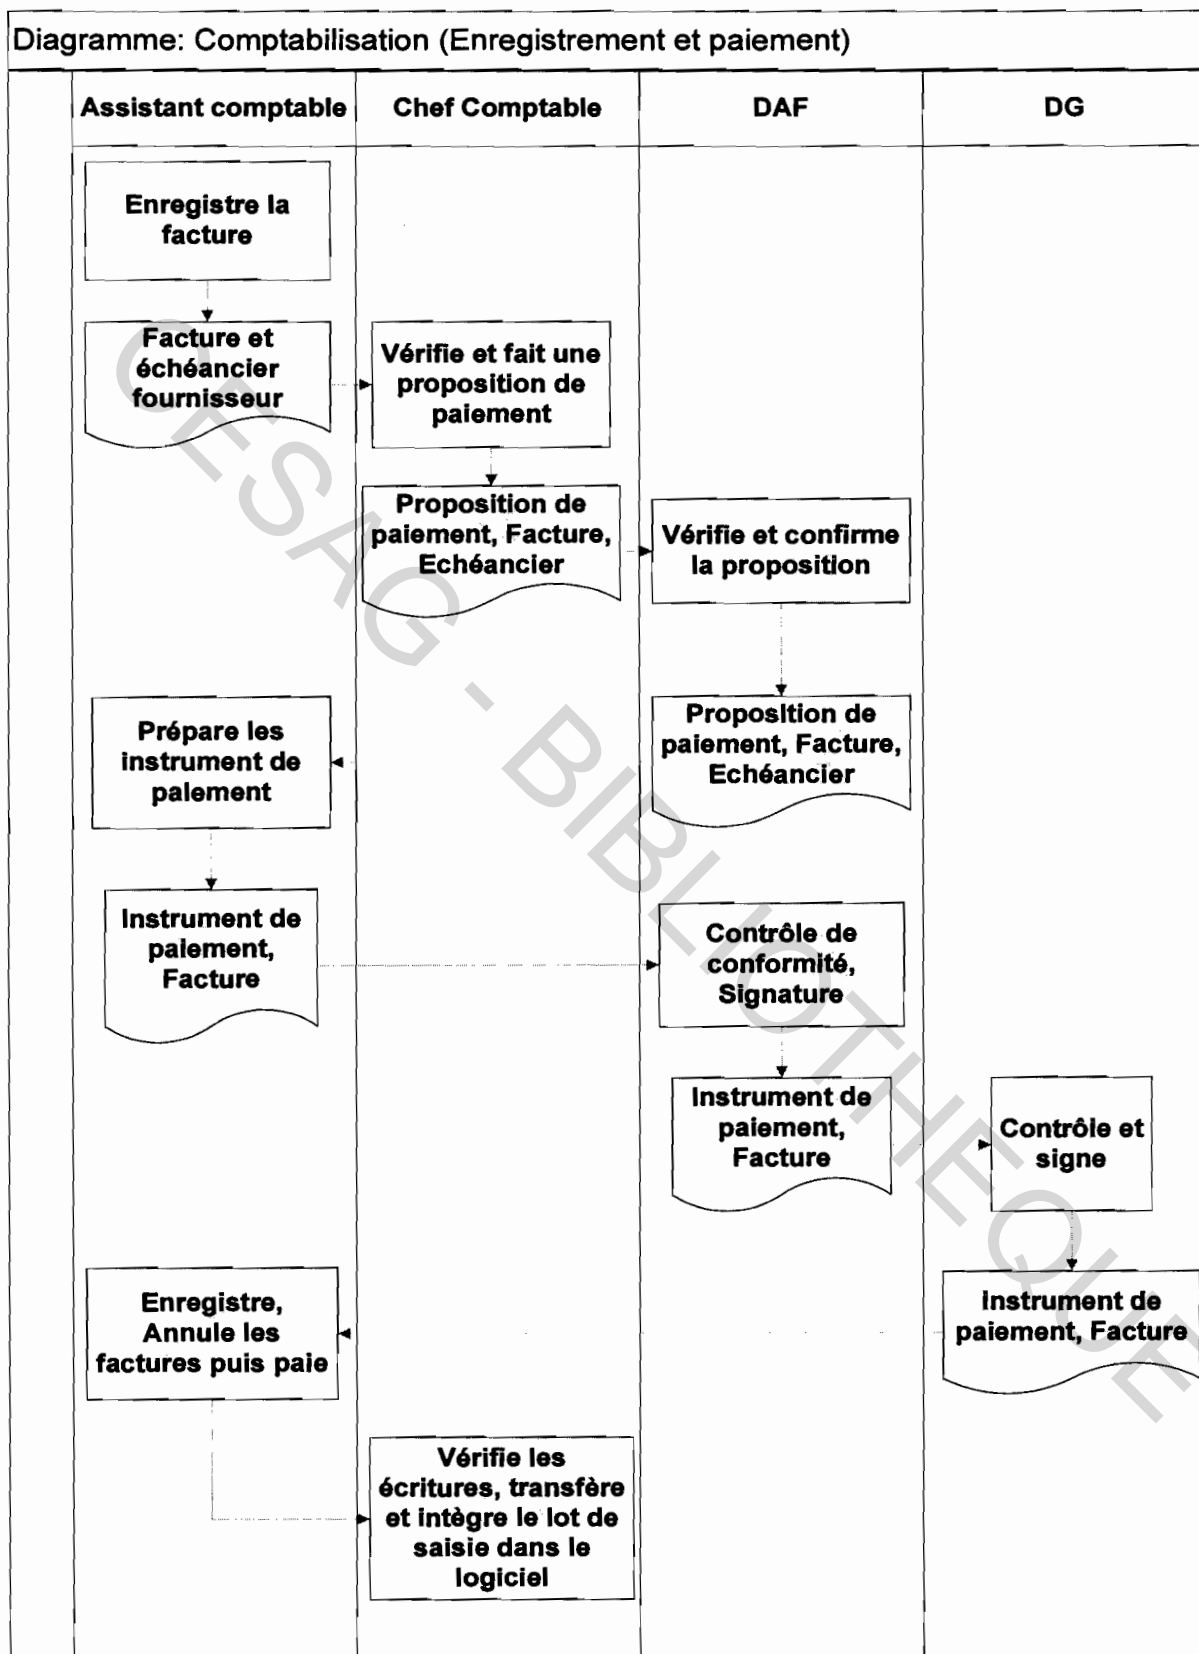 Diagramme: Comptabilisation (Enregistrement et paiement)
Assistant comptable
Chef Comptable
DAF
DG
Enregistre la
facture
Facture et
échéancier
fournisseur
Vérifie et fait une
proposition de
paiement
Proposition de
paiement, Facture,
Echéancier
Vérifie et confirme
la proposition
Prépare les
instrument de
paiement
Proposition de
paiement, Facture,
Echéancier
Instrument de
paiement,
Facture
Contrôle de
conformité,
Signature
Instrument de
paiement,
Facture
Contrôle et
signe
Enregistre,
Annule les
factures puis paie
Instrument de
paiement, Facture
Vérifie les
écritures, transfère
et intègre le lot de
saisie dans le
logiciel
CESAG - BIBLIOTHEQUE